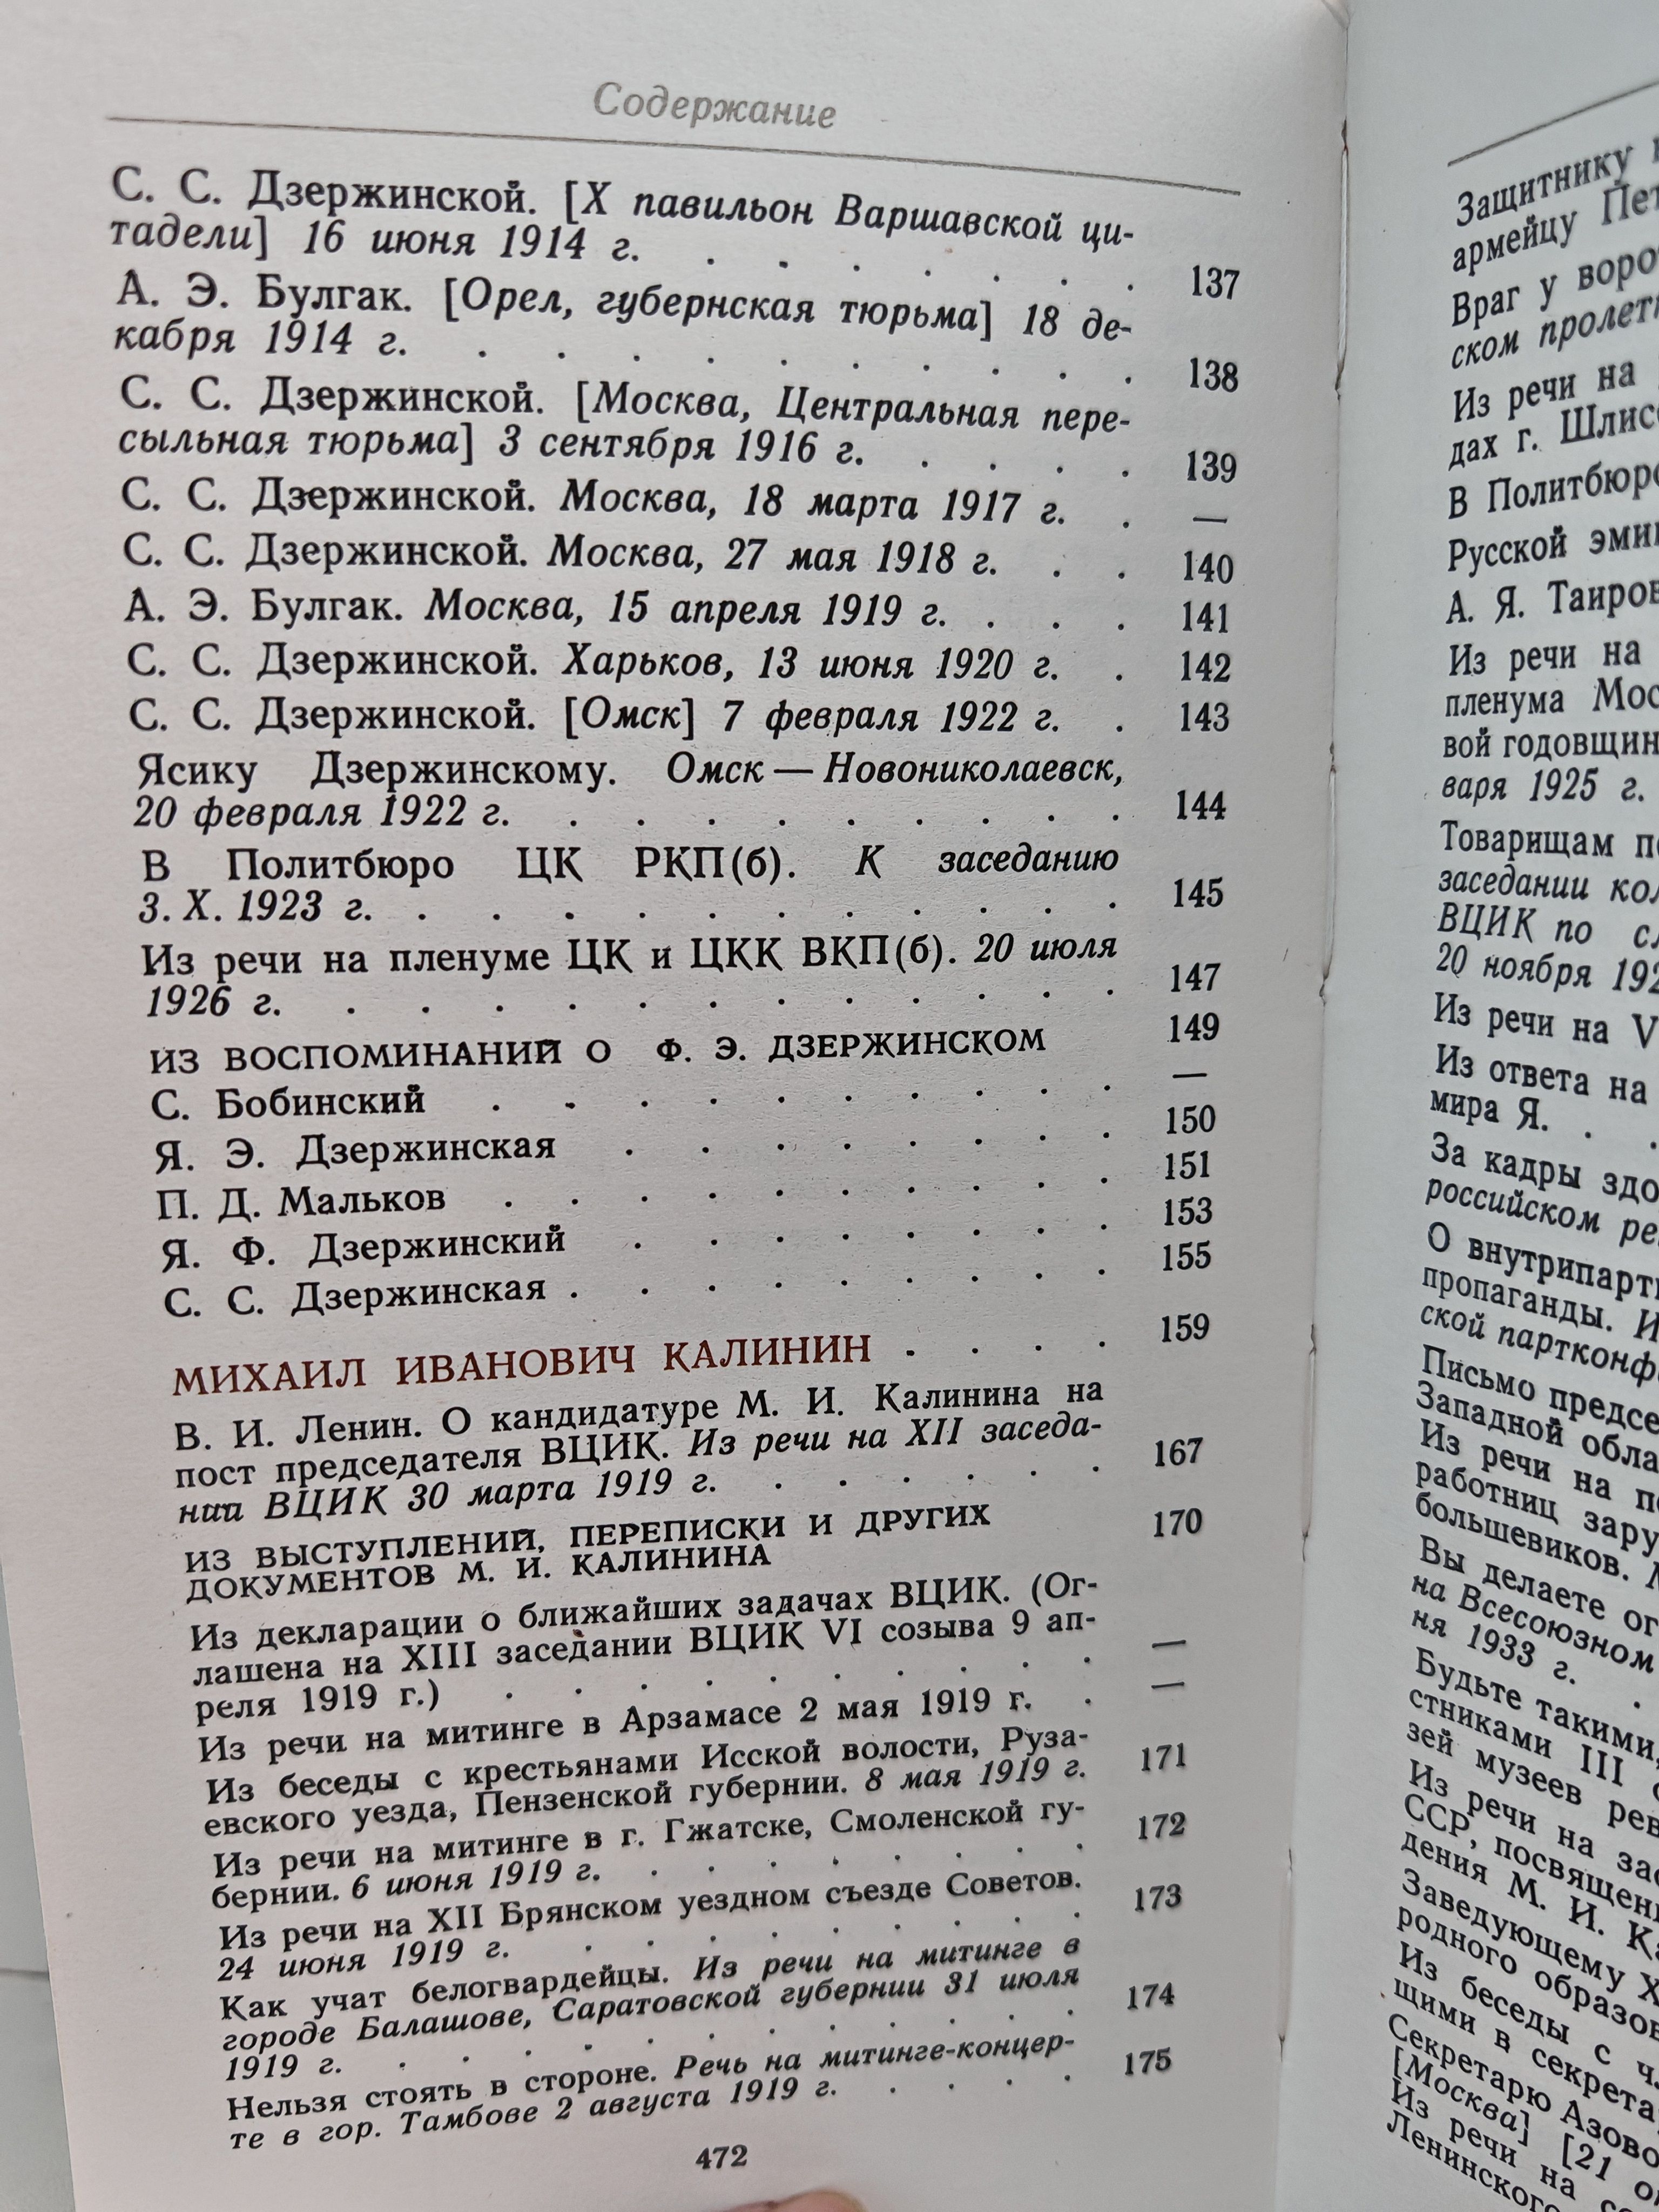 Содержание
С. С. Дзержинской. [X павильон Варшавской ци-
тадели] 16 июня 1914 г. . . . . . . . 137
А. Э. Булгак. [Орел, губернская тюрьма] 18 де-
кабря 1914 г. . . . . . . . . . . 138
С. С. Дзержинской. [Москва, Центральная пере-
сыльная тюрьма] 3 сентября 1916 г. . . . . 139
С. С. Дзержинской. Москва, 18 марта 1917 г. . —
С. С. Дзержинской. Москва, 27 мая 1918 г. . . 140
А. Э. Булгак. Москва, 15 апреля 1919 г. . . . 141
С. С. Дзержинской. Харьков, 13 июня 1920 г. . 142
С. С. Дзержинской. [Омск] 7 февраля 1922 г. . 143
Ясику Дзержинскому. Омск — Новониколаевск,
20 февраля 1922 г. . . . . . . . . 144
В Политбюро ЦК РКП(б). К заседанию
3. X. 1923 г. . . . . . . . . . . . 145
Из речи на пленуме ЦК и ЦКК ВКП(б). 20 июля
1926 г. . . . . . . . . . . . . 147
ИЗ ВОСПОМИНАНИЙ О Ф. Э. ДЗЕРЖИНСКОМ 149
С. Бобинский . . . . . . . . . —
Я. Э. Дзержинская . . . . . . . 150
П. Д. Мальков . . . . . . . . . 151
Я. Ф. Дзержинский . . . . . . . 153
С. С. Дзержинская . . . . . . . . 155
МИХАИЛ ИВАНОВИЧ КАЛИНИН . . . . 159
В. И. Ленин. О кандидатуре М. И. Калинина на
пост председателя ВЦИК. Из речи на XII заседа-
нии ВЦИК 30 марта 1919 г. . . . . . . 167
ИЗ ВЫСТУПЛЕНИЙ, ПЕРЕПИСКИ И ДРУГИХ 170
ДОКУМЕНТОВ М. И. КАЛИНИНА
Из декларации о ближайших задачах ВЦИК. (Ог-
лашена на XIII заседании ВЦИК VI созыва 9 ап-
реля 1919 г.) . . . . . . . . . —
Из речи на митинге в Арзамасе 2 мая 1919 г. . —
Из беседы с крестьянами Исской волости, Руза-
евского уезда, Пензенской губернии. 8 мая 1919 г. 171
Из речи на митинге в г. Гжатске, Смоленской гу-
бернии. 6 июня 1919 г. . . . . . . . 172
Из речи на XII Брянском уездном съезде Советов.
24 июня 1919 г. . . . . . . . . . 173
Как учат белогвардейцы. Из речи на митинге в
городе Балашове, Саратовской губернии 31 июля
1919 г. . . . . . . . . . . . . 174
Нельзя стоять в стороне. Речь на митинге-концер-
те в гор. Тамбове 2 августа 1919 г. . . . . 175
472
Защитнику
армейцу
Враг у
ском
Из речи на
дах г.
В
Русской
А. Я.
Из речи на
пленума
вой
варя 1925 г.
Товарищам
заседании
ВЦИК по
20 ноября
Из речи на
Из ответа на
мира Я. .
За кадры
российском
О
пропаганды.
ской
Письмо
Западной
Из речи на
работниц
большевиков.
Вы делаете
на Всесоюзном
ня 1933 г. .
Будьте такими,
стниками III
зей музеев
Из речи на
ССР,
дения М. И.
Заведующему
родного
Из беседы с
щими в
Секретарю
[Москва] [21
Из речи на